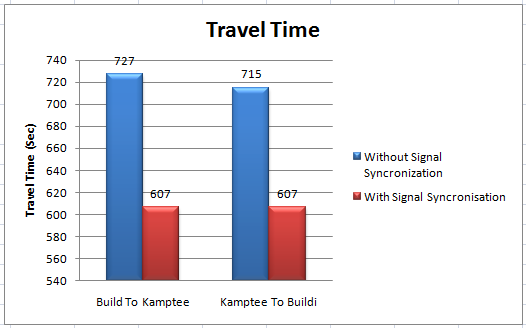 Travel Time
Travel Time (Sec)
740
720
700
680
660
640
620
600
580
560
540
727
607
715
607
Build To Kamptee
Kamptee To Buildi
Without Signal
Syncronization
With Signal Syncronisation